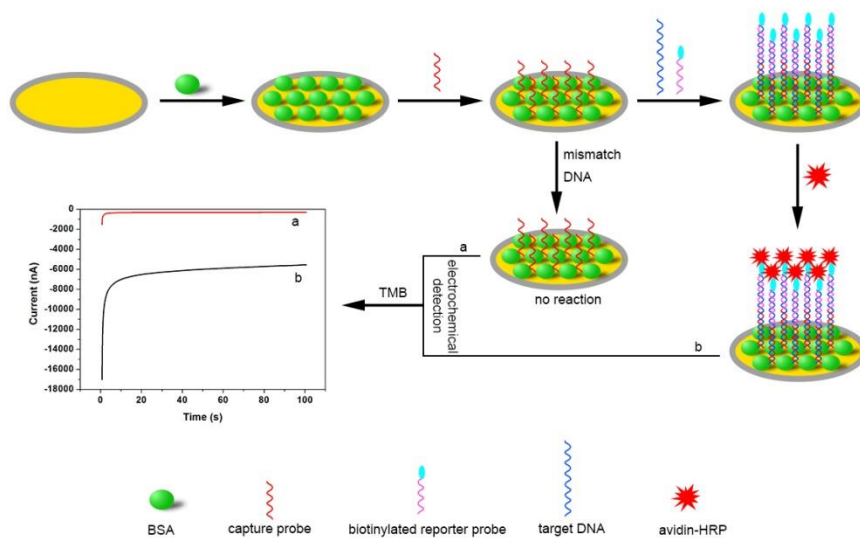 mismatch
DNA
0
-2000
-4000
-6000
-8000
-10000
-12000
-14000
-16000
-18000
Current (nA)
a
b
0
20
40
60
80
100
Time (s)
TMB
a
electrochemical
detection
no reaction
b
BSA
capture probe
biotinylated reporter probe
target DNA
avidin-HRP